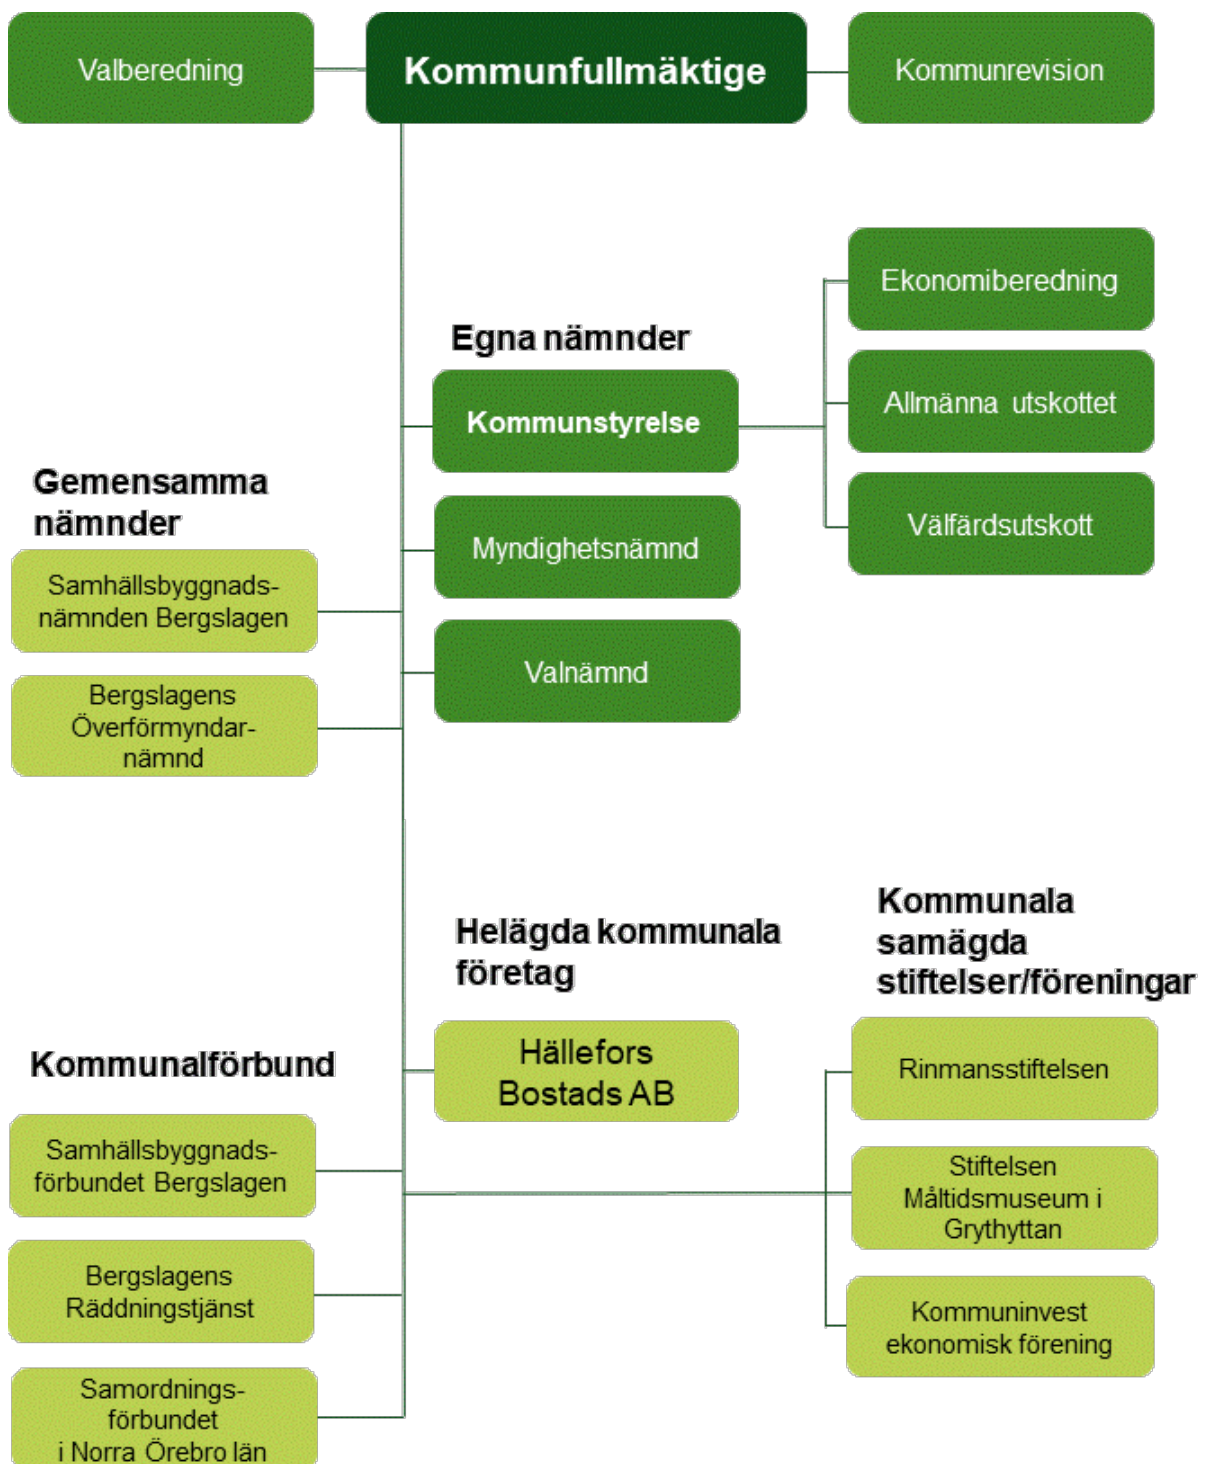 Valberedning
Kommunfullmäktige
Kommunrevision
Ekonomiberedning
Allmänna utskottet
Välfärdsutskott
Egna nämnder
Kommunstyrelse
Myndighetsnämnd
Valnämnd
Gemensamma
nämnder
Samhällsbyggnads-
nämnden Bergslagen
Bergslagens
Överförmyndar-
nämnd
Helägda kommunala
företag
Hällefors
Bostads AB
Kommunala
samägda
stiftelser/föreningar
Rinmansstiftelsen
Stiftelsen
Måltidsmuseum i
Grythyttan
Kommuninvest
ekonomisk förening
Kommunalförbund
Samhällsbyggnads-
förbundet Bergslagen
Bergslagens
Räddningstjänst
Samordnings-
förbundet
i Norra Örebro län